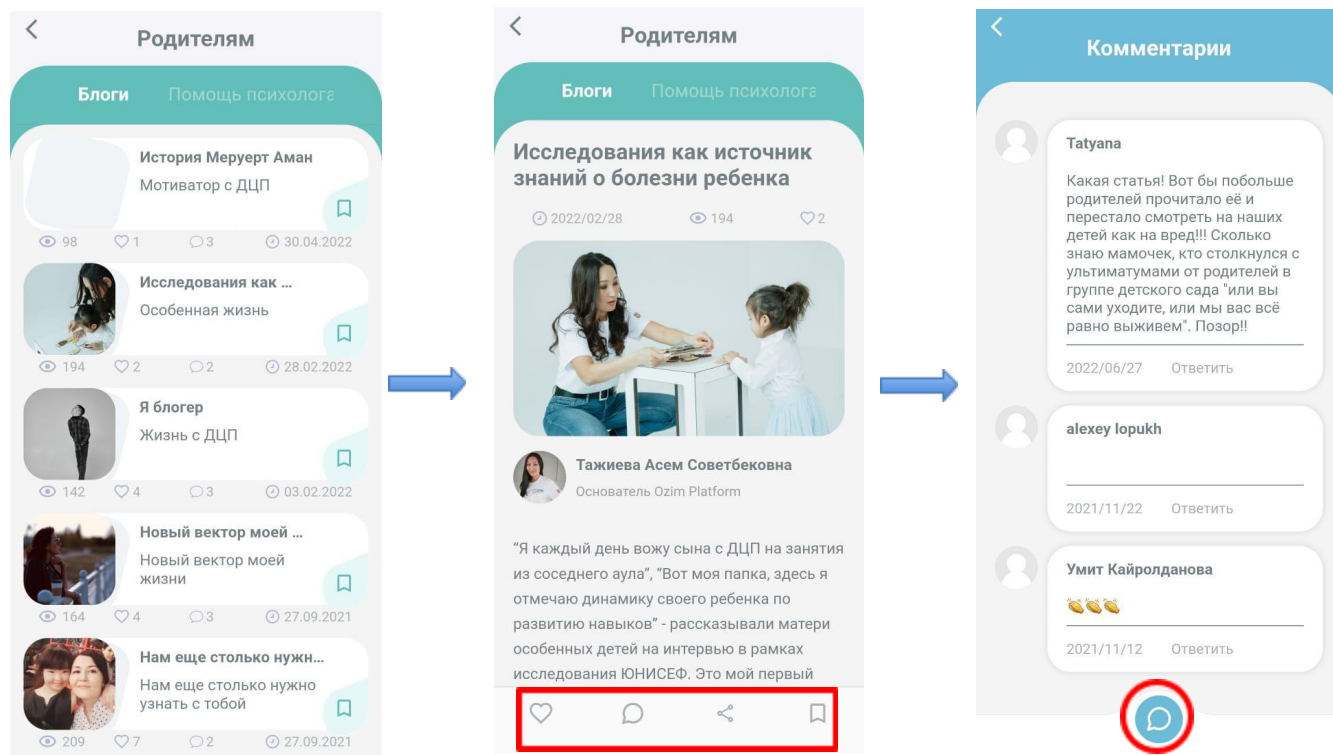 Родителям
Блоги Помощь психолога
История Меруерт Аман
Мотиватор с ДЦП
98 1 3 30.04.2022
Исследования как ...
Особенная жизнь
194 2 2 28.02.2022
Я блогер
Жизнь с ДЦП
142 4 3 03.02.2022
Новый вектор моей ...
Новый вектор моей
жизни
164 4 3 27.09.2021
Нам еще столько нужн...
Нам еще столько нужно
узнать с тобой
209 7 2 27.09.2021
Родителям
Блоги Помощь психолога
Исследования как источник
знаний о болезни ребенка
2022/02/28 194 2
Тажиева Асем Советбековна
Основатель Ozim Platform
“Я каждый день вожу сына с ДЦП на занятия
из соседнего аула”, “Вот моя папка, здесь я
отмечаю динамику своего ребенка по
развитию навыков” - рассказывали матери
особенных детей на интервью в рамках
исследования ЮНИСЕФ. Это мой первый
Комментарии
Tatyana
Какая статья! Вот бы побольше
родителей прочитало её и
перестало смотреть на наших
детей как на вред!!! Сколько
знаю мамочек, кто столкнулся с
ультиматумами от родителей в
группе детского сада "или вы
сами уходите, или мы вас всё
равно выживем". Позор!!
2022/06/27 Ответить
alexey lopukh
2021/11/22 Ответить
Умит Кайролданова
👏👏👏
2021/11/12 Ответить